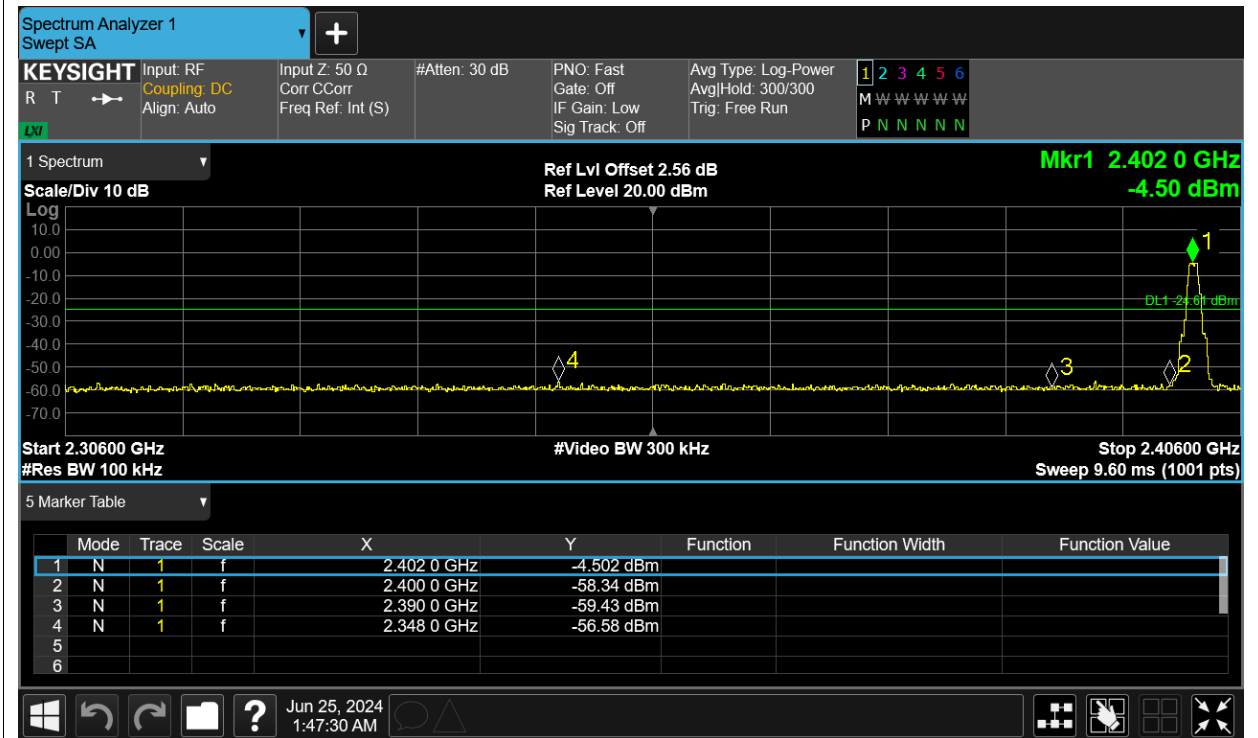 Spectrum Analyzer 1
Swept SA
KEYSIGHT
R T
LXI
Input: RF
Coupling: DC
Align: Auto
Input Z: 50 Ω
Corr CCorr
Freq Ref: Int (S)
#Atten: 30 dB
PNO: Fast
Gate: Off
IF Gain: Low
Sig Track: Off
Avg Type: Log-Power
Avg|Hold: 300/300
Trig: Free Run
1 2 3 4 5 6
M W W W W W
P N N N N N
1 Spectrum
Scale/Div 10 dB
Ref Lvl Offset 2.56 dB
Ref Level 20.00 dBm
Mkr1 2.402 0 GHz
-4.50 dBm
Log
10.0
0.00
-10.0
-20.0
-30.0
-40.0
-50.0
-60.0
-70.0
1
DL1 -24.61 dBm
4
3
2
Start 2.30600 GHz
#Res BW 100 kHz
#Video BW 300 kHz
Stop 2.40600 GHz
Sweep 9.60 ms (1001 pts)
5 Marker Table
Mode Trace Scale X Y Function Function Width Function Value
1 N 1 f 2.402 0 GHz -4.502 dBm
2 N 1 f 2.400 0 GHz -58.34 dBm
3 N 1 f 2.390 0 GHz -59.43 dBm
4 N 1 f 2.348 0 GHz -56.58 dBm
5
6
?
Jun 25, 2024
1:47:30 AM